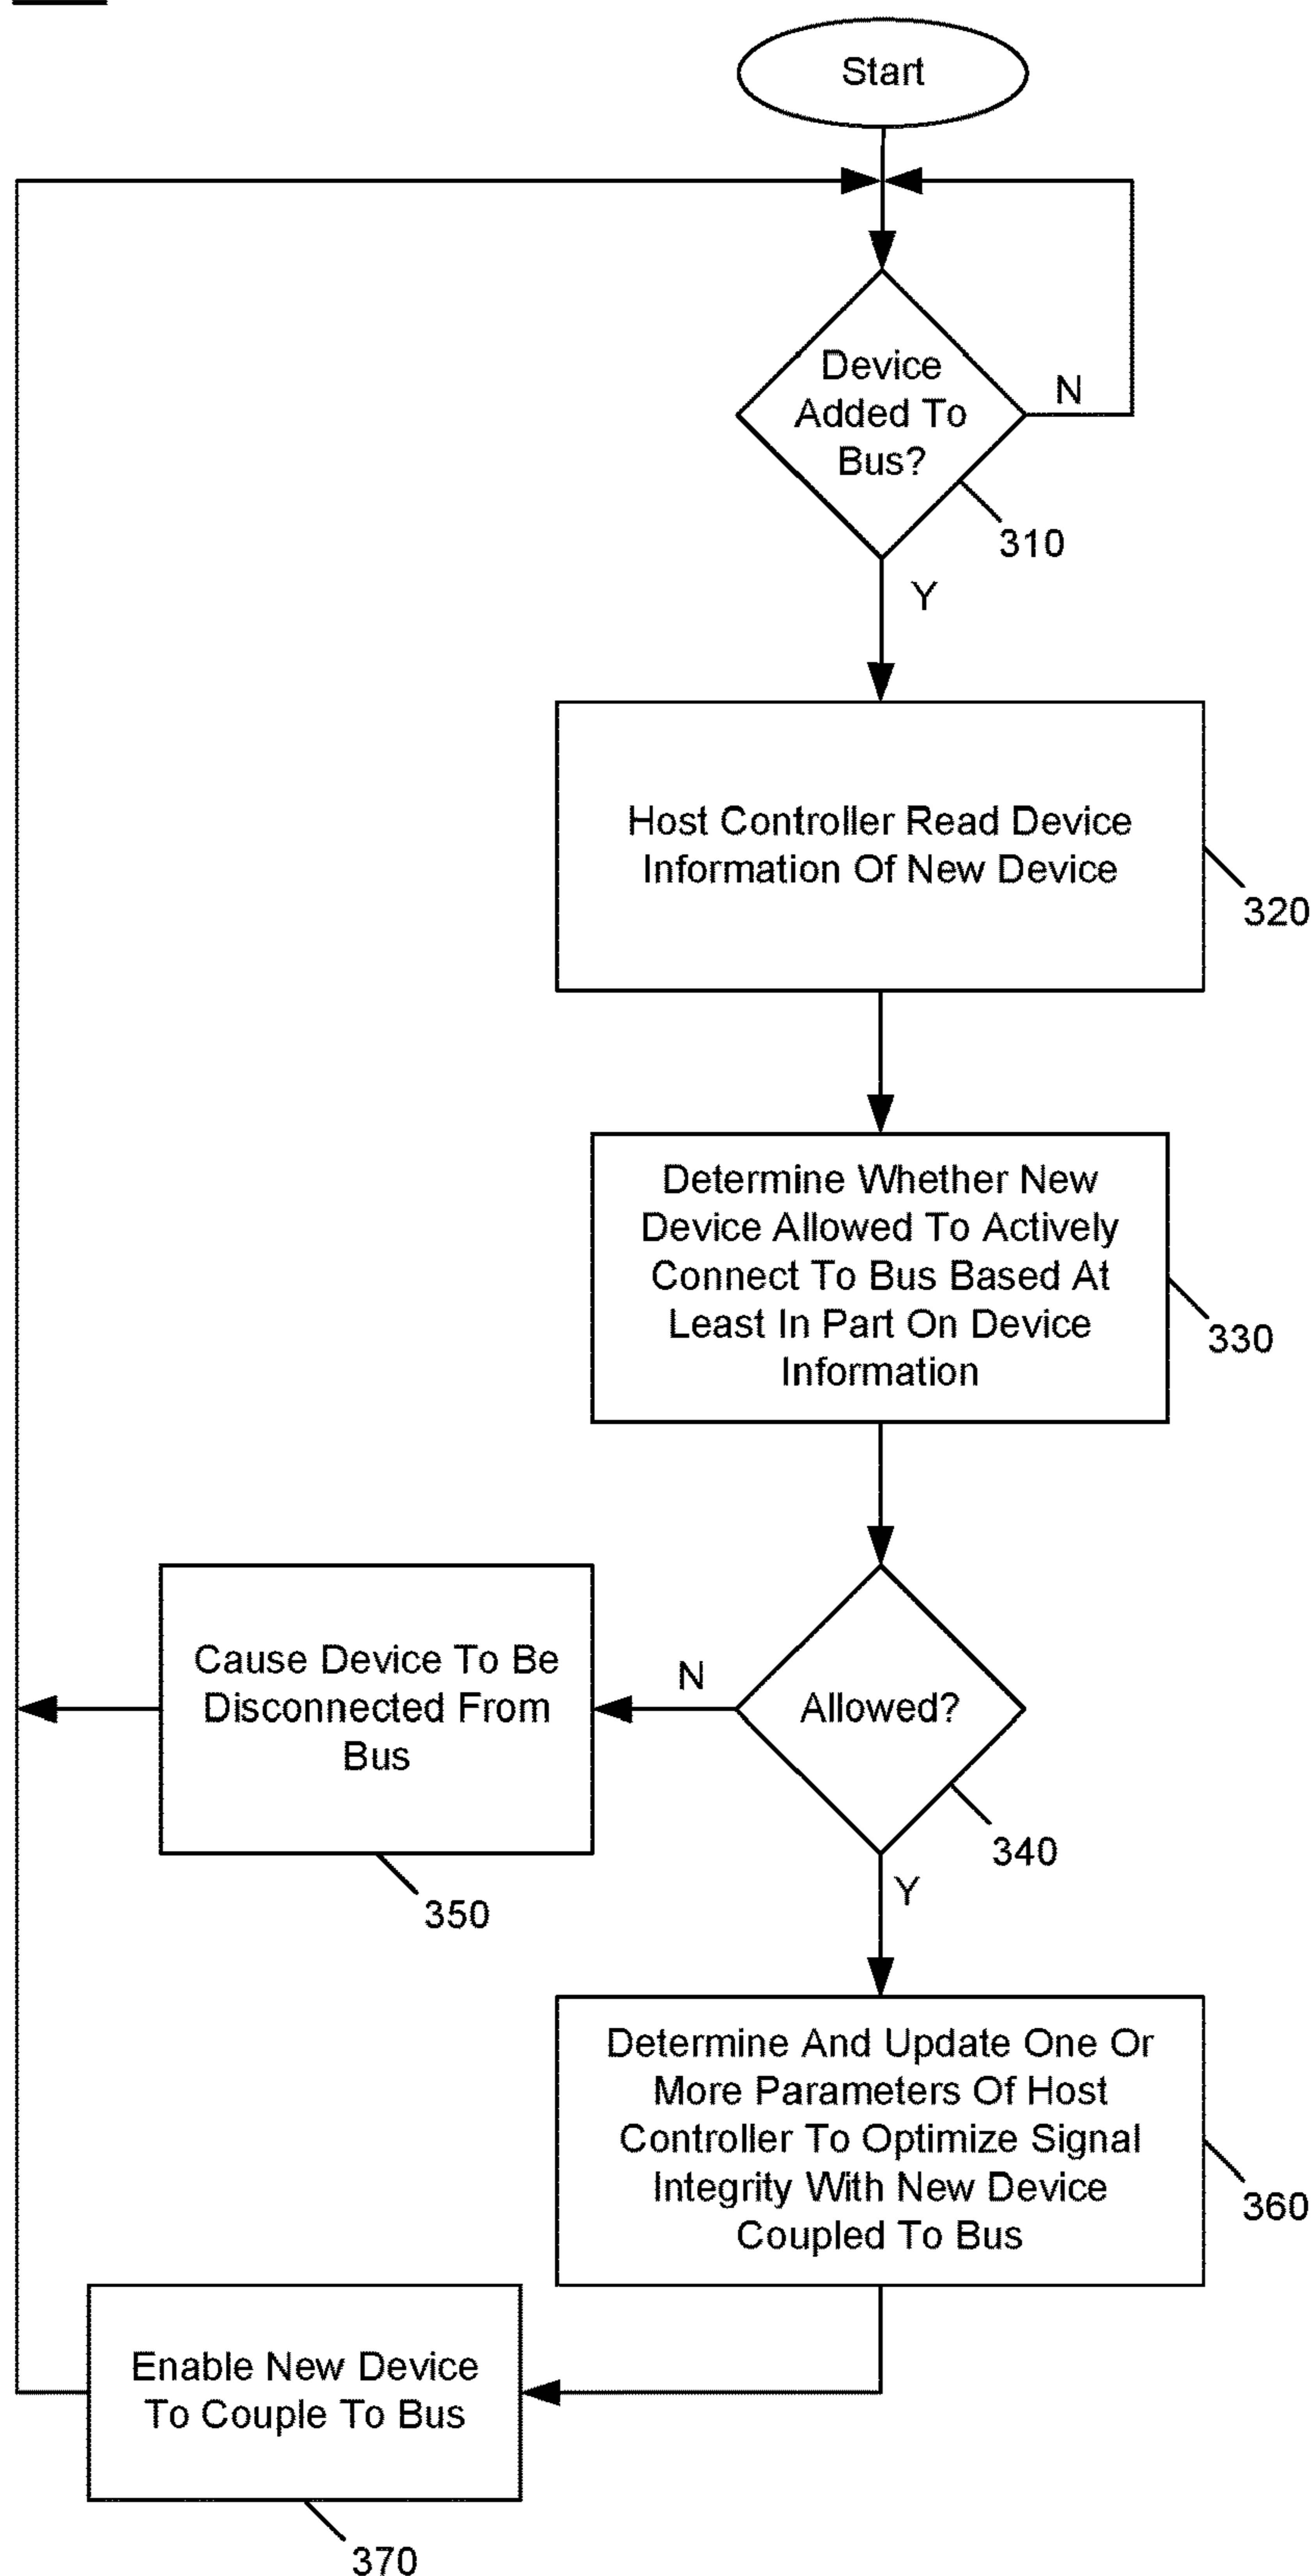 Start
Device
Added To
Bus?
N
310
Y
Host Controller Read Device
Information Of New Device
320
Determine Whether New
Device Allowed To Actively
Connect To Bus Based At
Least In Part On Device
Information
330
Cause Device To Be
Disconnected From
Bus
350
N
Allowed?
340
Y
Determine And Update One Or
More Parameters Of Host
Controller To Optimize Signal
Integrity With New Device
Coupled To Bus
360
Enable New Device
To Couple To Bus
370